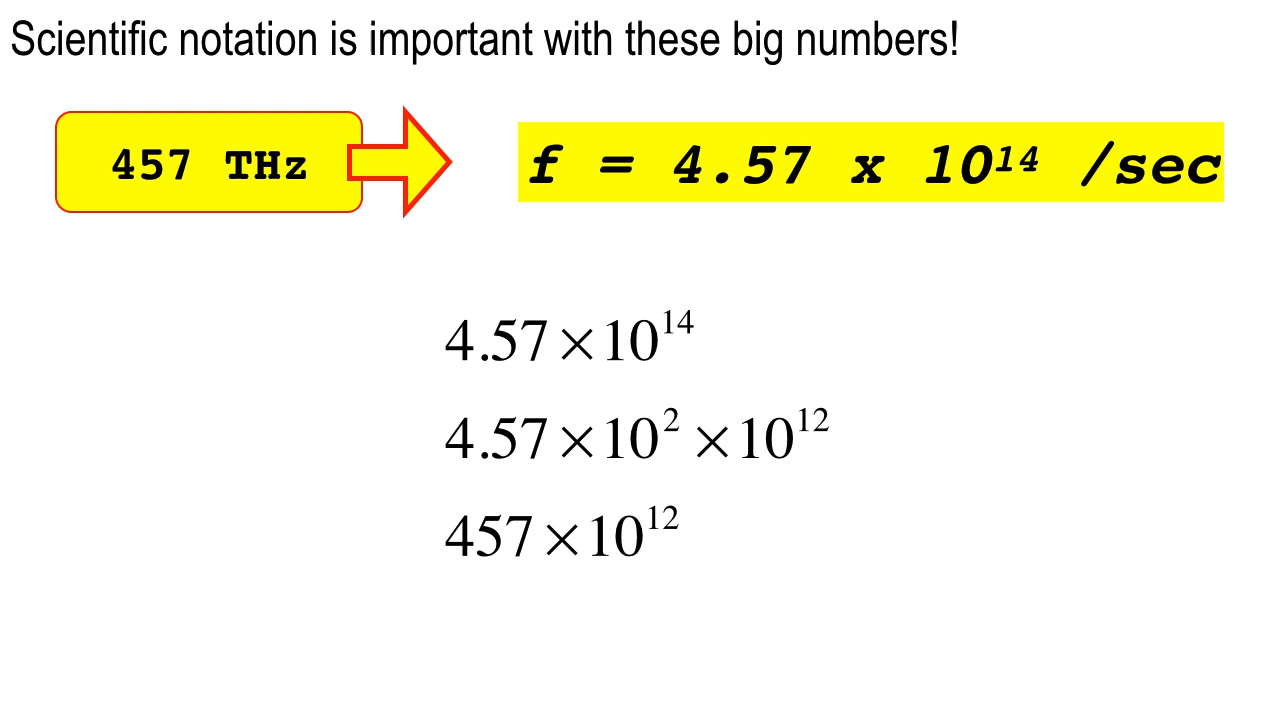 Scientific notation is important with these big numbers!
457 THz
f = 4.57 x 10¹⁴ /sec
4.57×10¹⁴
4.57×10²×10¹²
457×10¹²